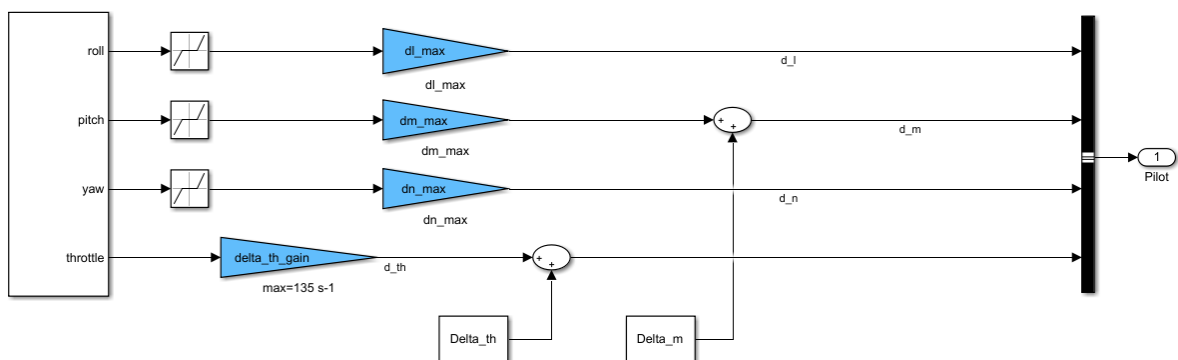 roll
dl_max
dl_max
d_l
pitch
dm_max
dm_max
+
+
d_m
1
Pilot
yaw
dn_max
dn_max
d_n
throttle
delta_th_gain
max=135 s-1
d_th
+
+
Delta_th
Delta_m